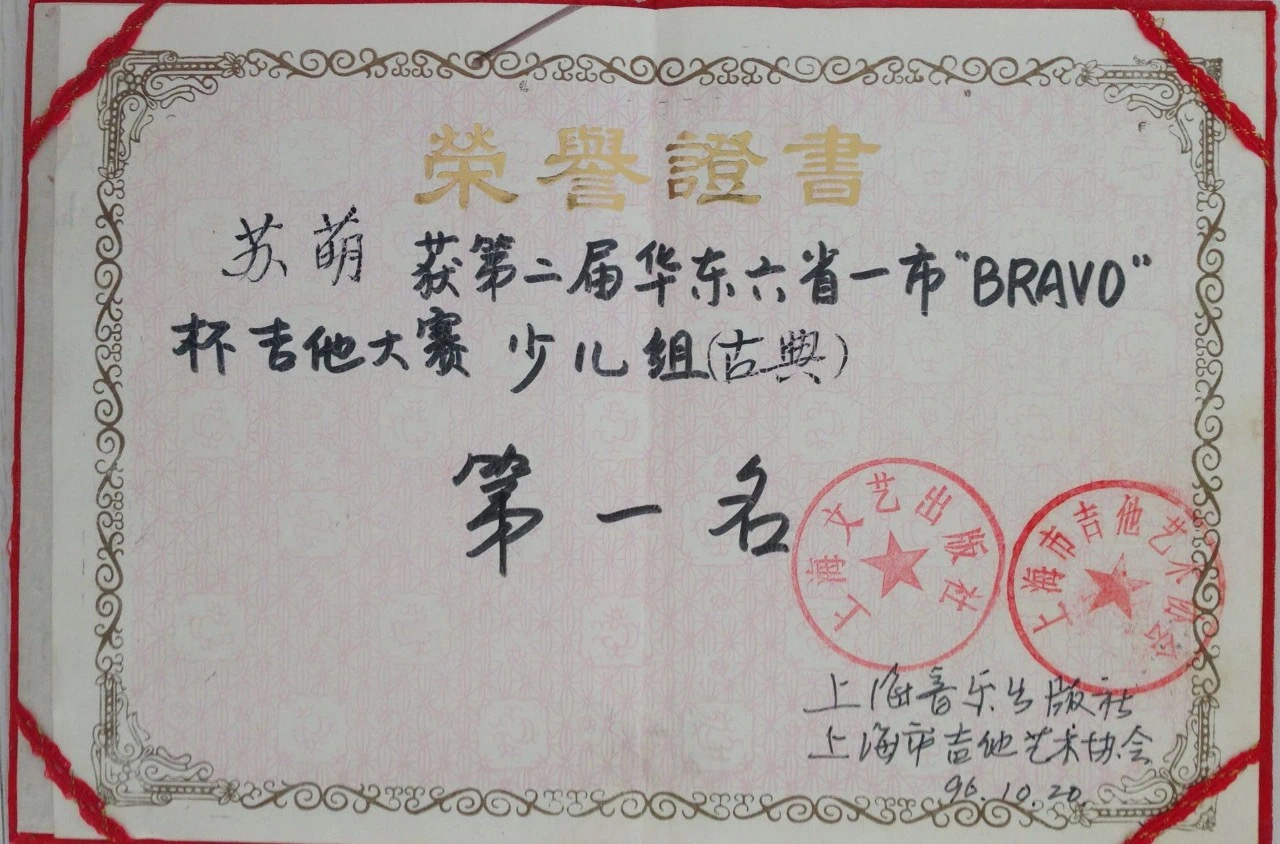 榮譽證書
苏萌 获第二届华东六省一市“BRAVO”
杯吉他大赛 少儿组(古典)
第一名
上海文艺出版社
上海市吉他艺术协会
上海音乐出版社
上海市吉他艺术协会
96.10.20